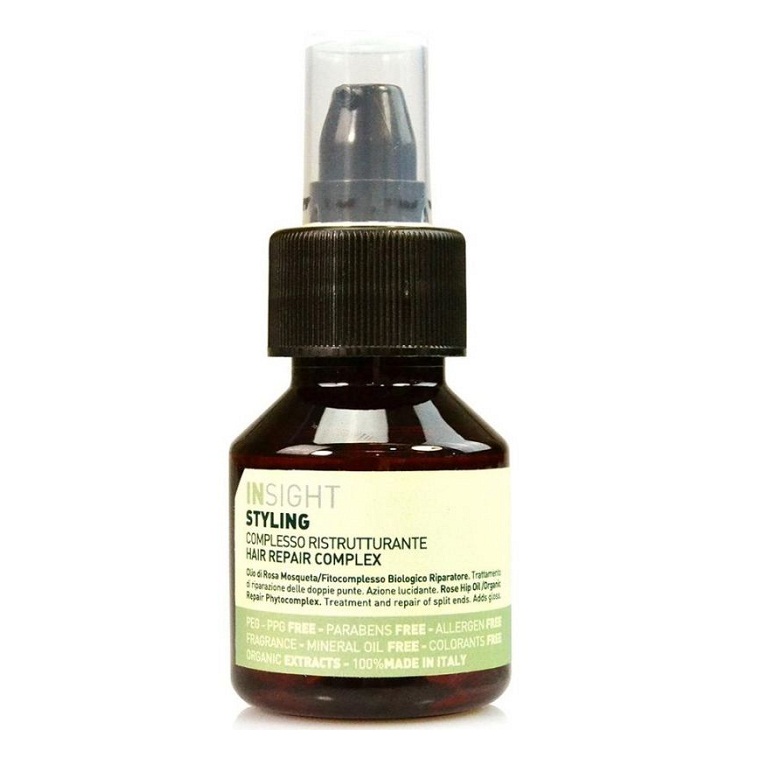 INSIGHT
STYLING
COMPLESSO RISTRUTTURANTE
HAIR REPAIR COMPLEX
Olio di Rosa Mosqueta/Fitocomplesso Biologico Riparatore. Trattamento
di riparazione delle doppie punte. Azione lucidante. Rose Hip Oil /Organic
Repair Phytocomplex. Treatment and repair of split ends. Adds gloss.
PEG - PPG FREE - PARABENS FREE - ALLERGEN FREE
FRAGRANCE - MINERAL OIL FREE - COLORANTS FREE
ORGANIC EXTRACTS - 100%MADE IN ITALY